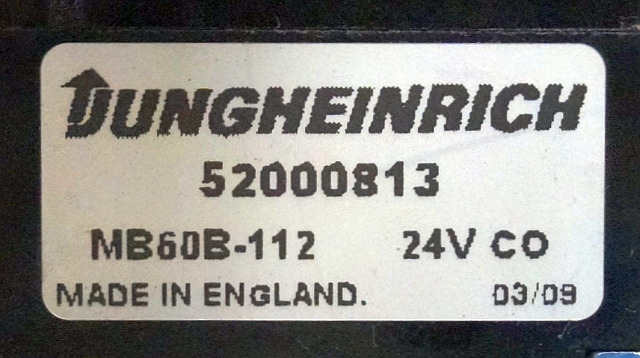 JUNGHEINRICH
52000813
MB60B-112 24V CO
MADE IN ENGLAND. 03/09